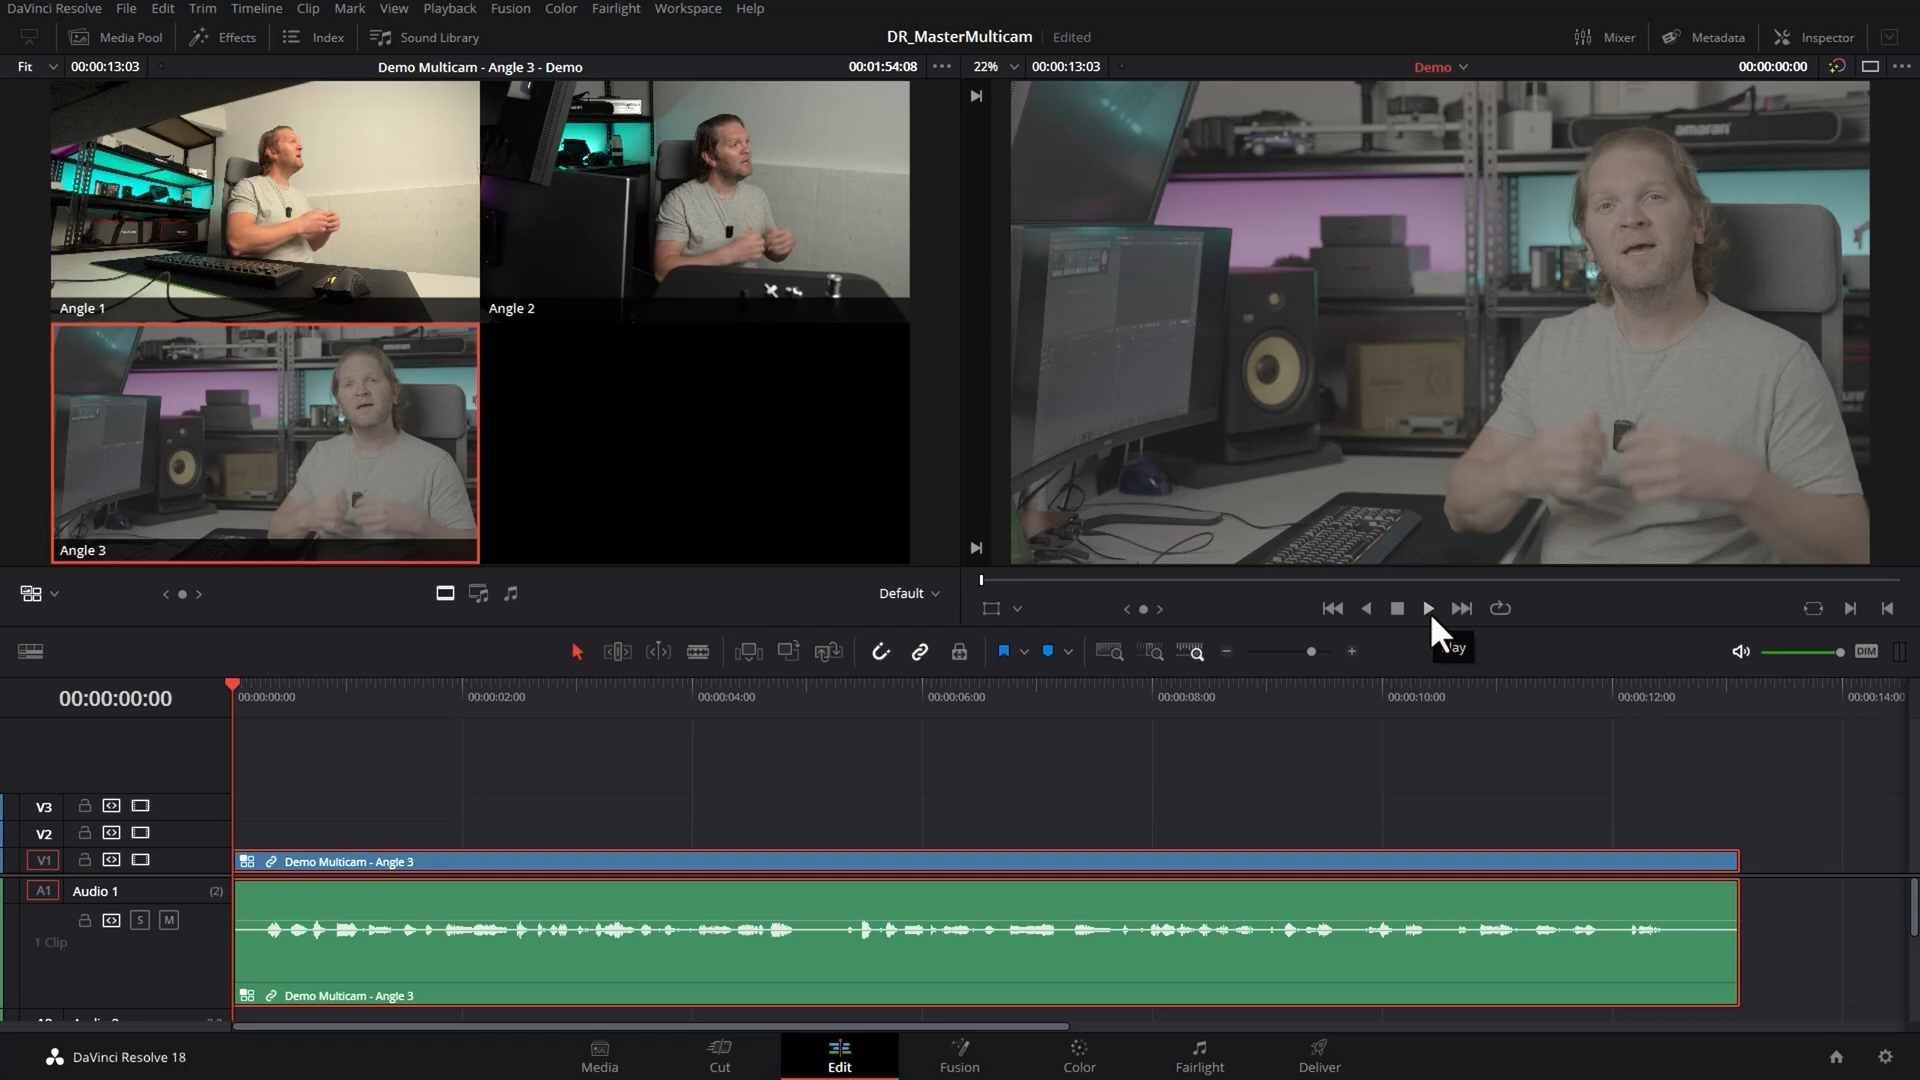 DaVinci Resolve File Edit Trim Timeline Clip Mark View Playback Fusion Color Fairlight Workspace Help
Media Pool Effects Index Sound Library DR_MasterMulticam Edited Mixer Metadata Inspector
Fit 00:00:13:03 Demo Multicam - Angle 3 - Demo 00:01:54:08 22% 00:00:13:03 Demo 00:00:00:00
amaran
Angle 1 Angle 2
Angle 3
Default
DIM
00:00:00:00
00:00:00:00 00:00:02:00 00:00:04:00 00:00:06:00 00:00:08:00 00:00:10:00 00:00:12:00 00:00:14:00
V3
V2
V1 Demo Multicam - Angle 3
A1 Audio 1 (2)
S M
1 Clip
Demo Multicam - Angle 3
DaVinci Resolve 18 Media Cut Edit Fusion Color Fairlight Deliver